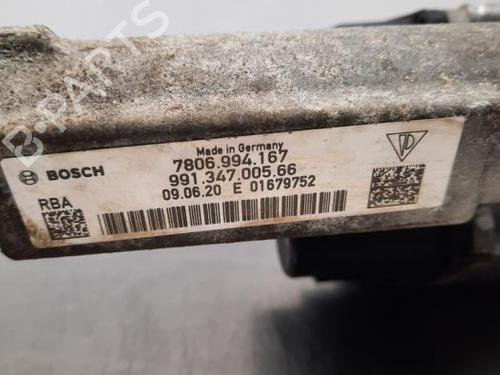 B-PARTS
Made in Germany
BOSCH
7806.994.167
991.347.005.66
RBA
09.06.20 E 01679752